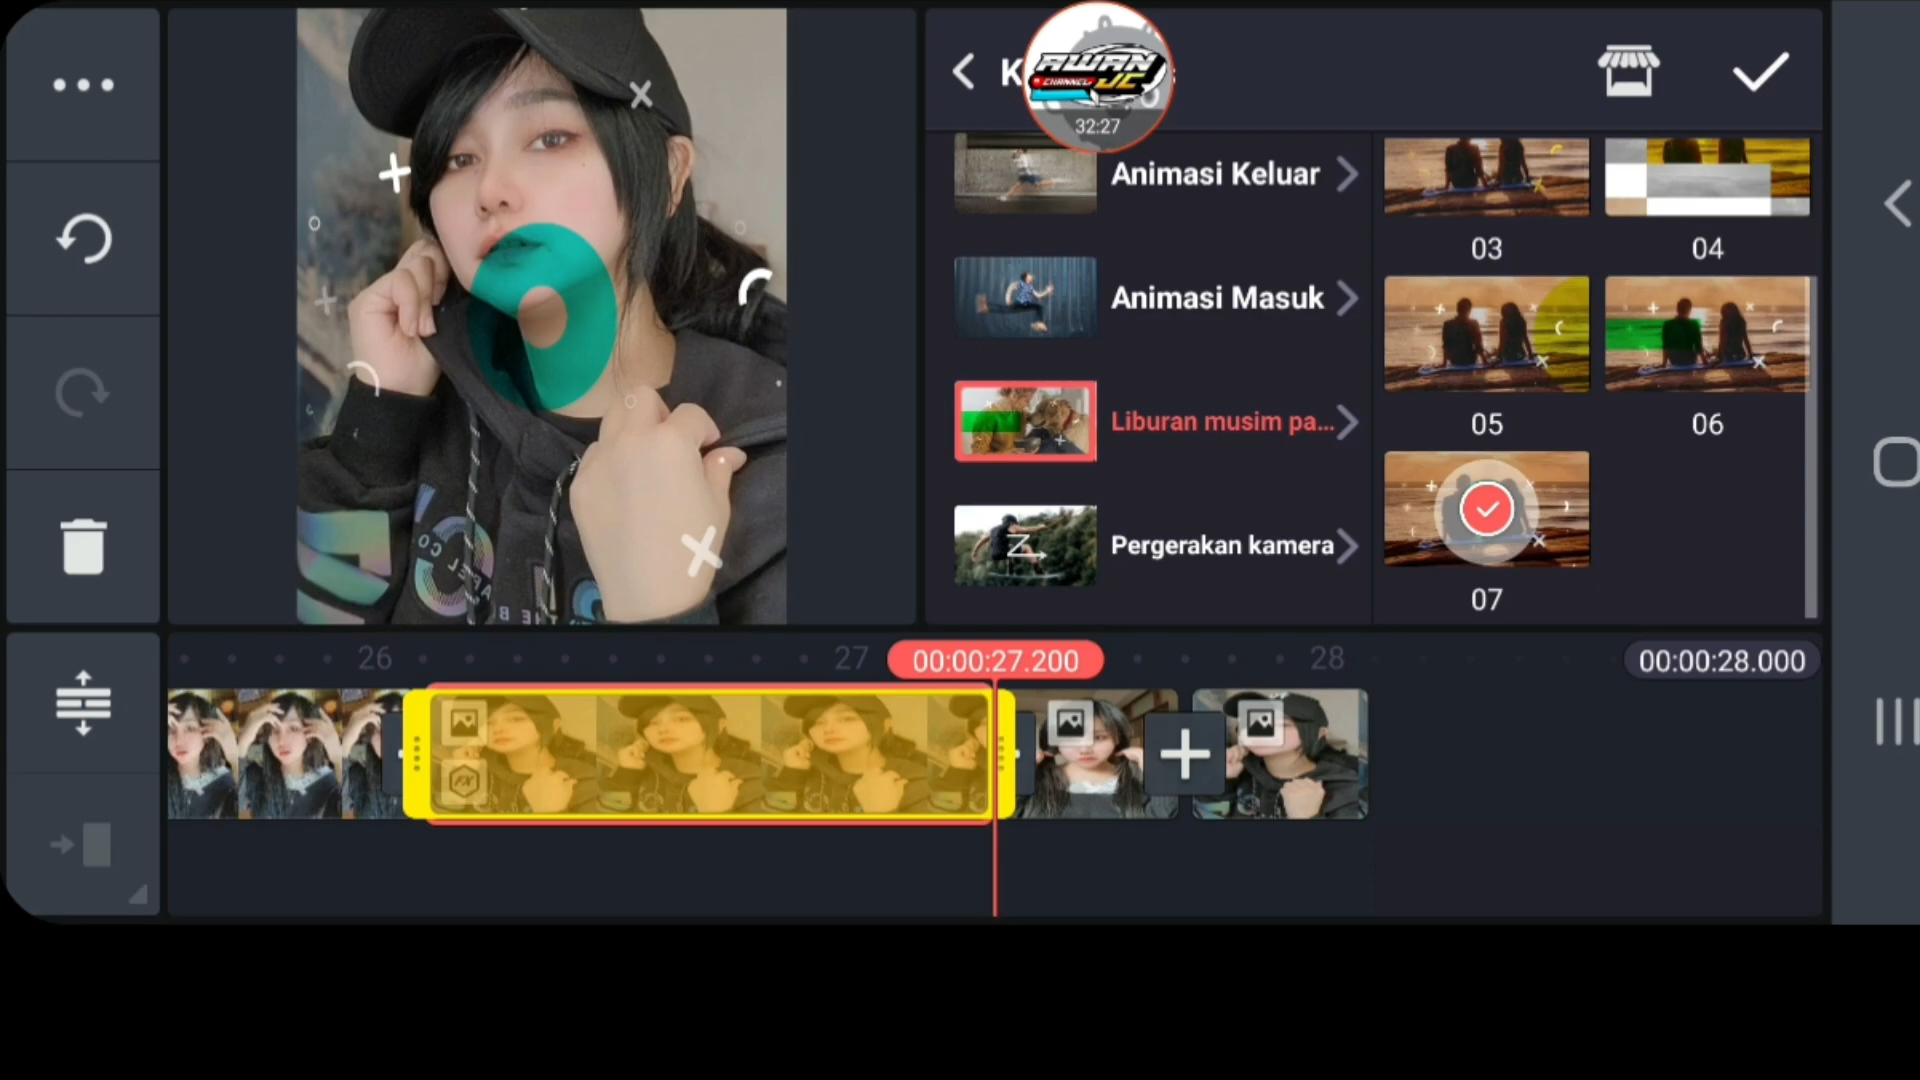 AWAN
CHANNEL JC
32:27
Animasi Keluar
Animasi Masuk
Liburan musim pa...
Pergerakan kamera
03
04
05
06
07
26
27
00:00:27.200
28
00:00:28.000